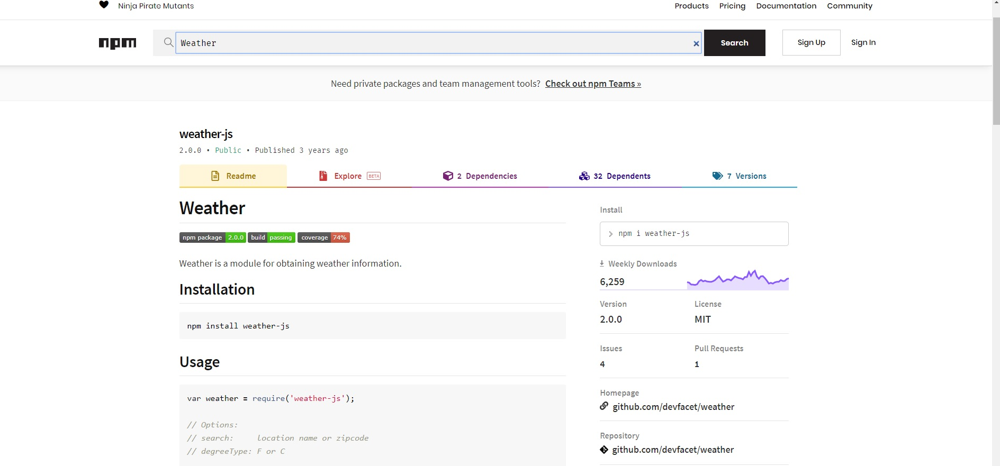 Ninja Pirate Mutants
Products Pricing Documentation Community
npm
Weather
Search
Sign Up
Sign In
Need private packages and team management tools? Check out npm Teams »
weather-js
2.0.0 • Public • Published 3 years ago
Readme
Explore BETA
2 Dependencies
32 Dependents
7 Versions
Weather
npm package 2.0.0 build passing coverage 74%
Weather is a module for obtaining weather information.
Installation
npm install weather-js
Usage
var weather = require('weather-js');
// Options:
// search: location name or zipcode
// degreeType: F or C
Install
> npm i weather-js
Weekly Downloads
6,259
Version License
2.0.0 MIT
Issues Pull Requests
4 1
Homepage
github.com/devfacet/weather
Repository
github.com/devfacet/weather